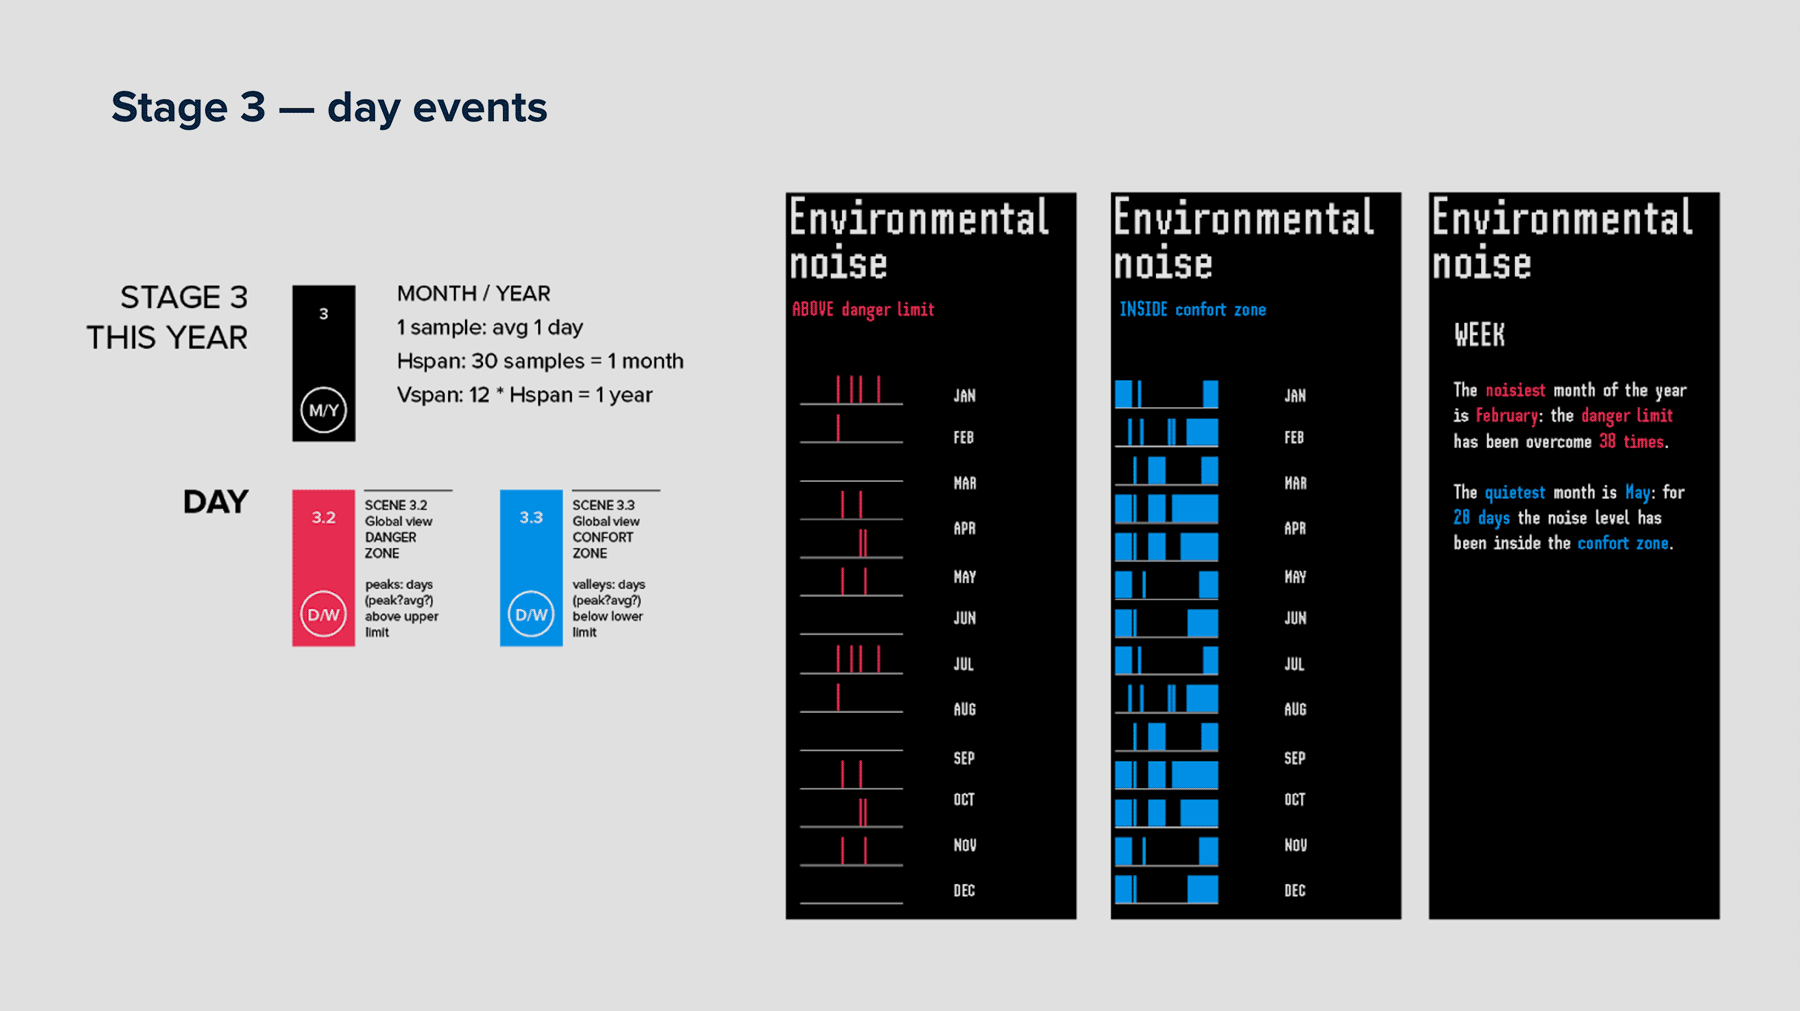 Stage 3 — day events
STAGE 3
THIS YEAR
3
M/Y
MONTH / YEAR
1 sample: avg 1 day
Hspan: 30 samples = 1 month
Vspan: 12 * Hspan = 1 year
DAY
3.2
D/W
SCENE 3.2
Global view
DANGER
ZONE
peaks: days
(peak?avg?)
above upper
limit
3.3
D/W
SCENE 3.3
Global view
CONFORT
ZONE
valleys: days
(peak?avg?)
below lower
limit
Environmental
noise
ABOVE danger limit
JAN
FEB
MAR
APR
MAY
JUN
JUL
AUG
SEP
OCT
NOV
DEC
Environmental
noise
INSIDE confort zone
JAN
FEB
MAR
APR
MAY
JUN
JUL
AUG
SEP
OCT
NOV
DEC
Environmental
noise
WEEK
The noisiest month of the year
is February: the danger limit
has been overcome 38 times.
The quietest month is May: for
28 days the noise level has
been inside the confort zone.